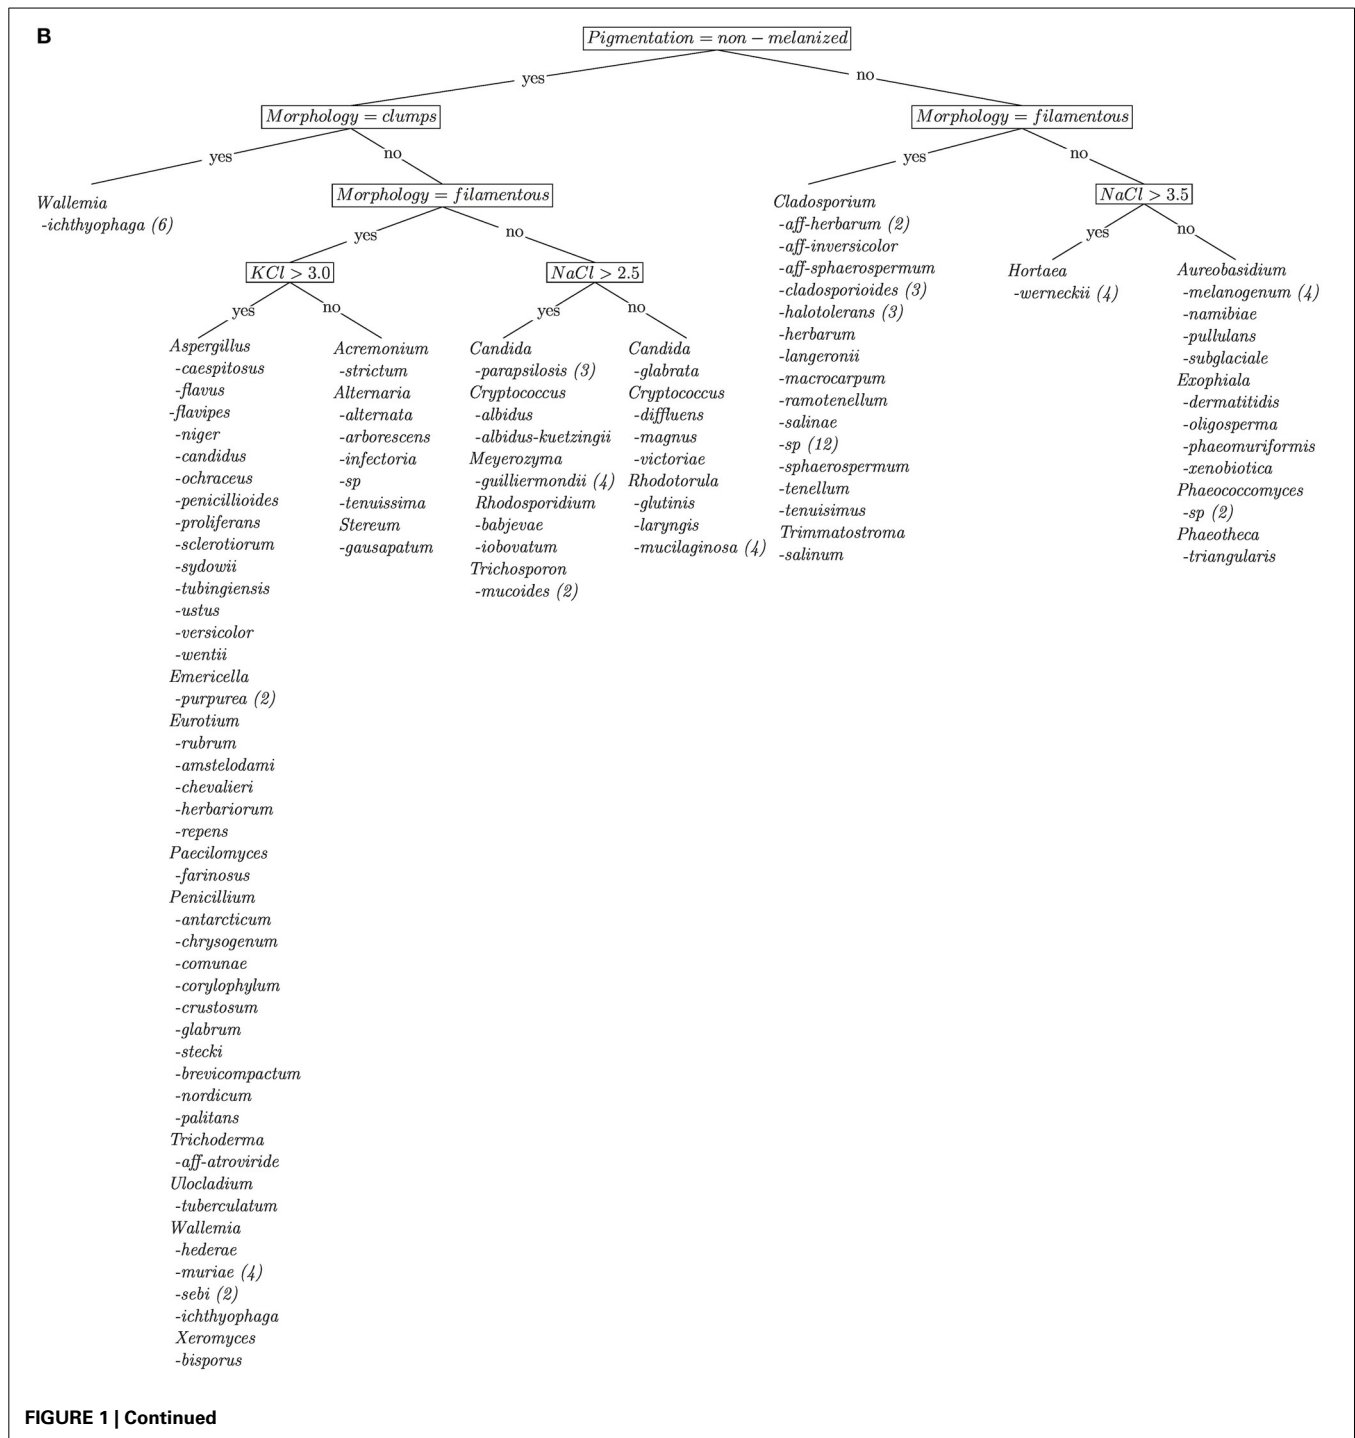 B
Pigmentation = non − melanized
yes
no
Morphology = clumps
Morphology = filamentous
yes
no
yes
no
Wallemia
-ichthyophaga (6)
Morphology = filamentous
Cladosporium
-aff-herbarum (2)
-aff-inversicolor
-aff-sphaerospermum
-cladosporioides (3)
-halotolerans (3)
-herbarum
-langeronii
-macrocarpum
-ramotenellum
-salinae
-sp (12)
-sphaerospermum
-tenellum
-tenuisimus
Trimmatostroma
-salinum
NaCl > 3.5
yes
no
yes
no
KCl > 3.0
NaCl > 2.5
Hortaea
-werneckii (4)
Aureobasidium
-melanogenum (4)
-namibiae
-pullulans
-subglaciale
Exophiala
-dermatitidis
-oligosperma
-phaeomuriformis
-xenobiotica
Phaeococcomyces
-sp (2)
Phaeotheca
-triangularis
yes
no
yes
no
Aspergillus
-caespitosus
-flavus
-flavipes
-niger
-candidus
-ochraceus
-penicillioides
-proliferans
-sclerotiorum
-sydowii
-tubingiensis
-ustus
-versicolor
-wentii
Emericella
-purpurea (2)
Eurotium
-rubrum
-amstelodami
-chevalieri
-herbariorum
-repens
Paecilomyces
-farinosus
Penicillium
-antarcticum
-chrysogenum
-comunae
-corylophylum
-crustosum
-glabrum
-stecki
-brevicompactum
-nordicum
-palitans
Trichoderma
-aff-atroviride
Ulocladium
-tuberculatum
Wallemia
-hederae
-muriae (4)
-sebi (2)
-ichthyophaga
Xeromyces
-bisporus
Acremonium
-strictum
Alternaria
-alternata
-arborescens
-infectoria
-sp
-tenuissima
Stereum
-gausapatum
Candida
-parapsilosis (3)
Cryptococcus
-albidus
-albidus-kuetzingii
Meyerozyma
-guilliermondii (4)
Rhodosporidium
-babjevae
-iobovatum
Trichosporon
-mucoides (2)
Candida
-glabrata
Cryptococcus
-diffluens
-magnus
-victoriae
Rhodotorula
-glutinis
-laryngis
-mucilaginosa (4)
FIGURE 1 | Continued